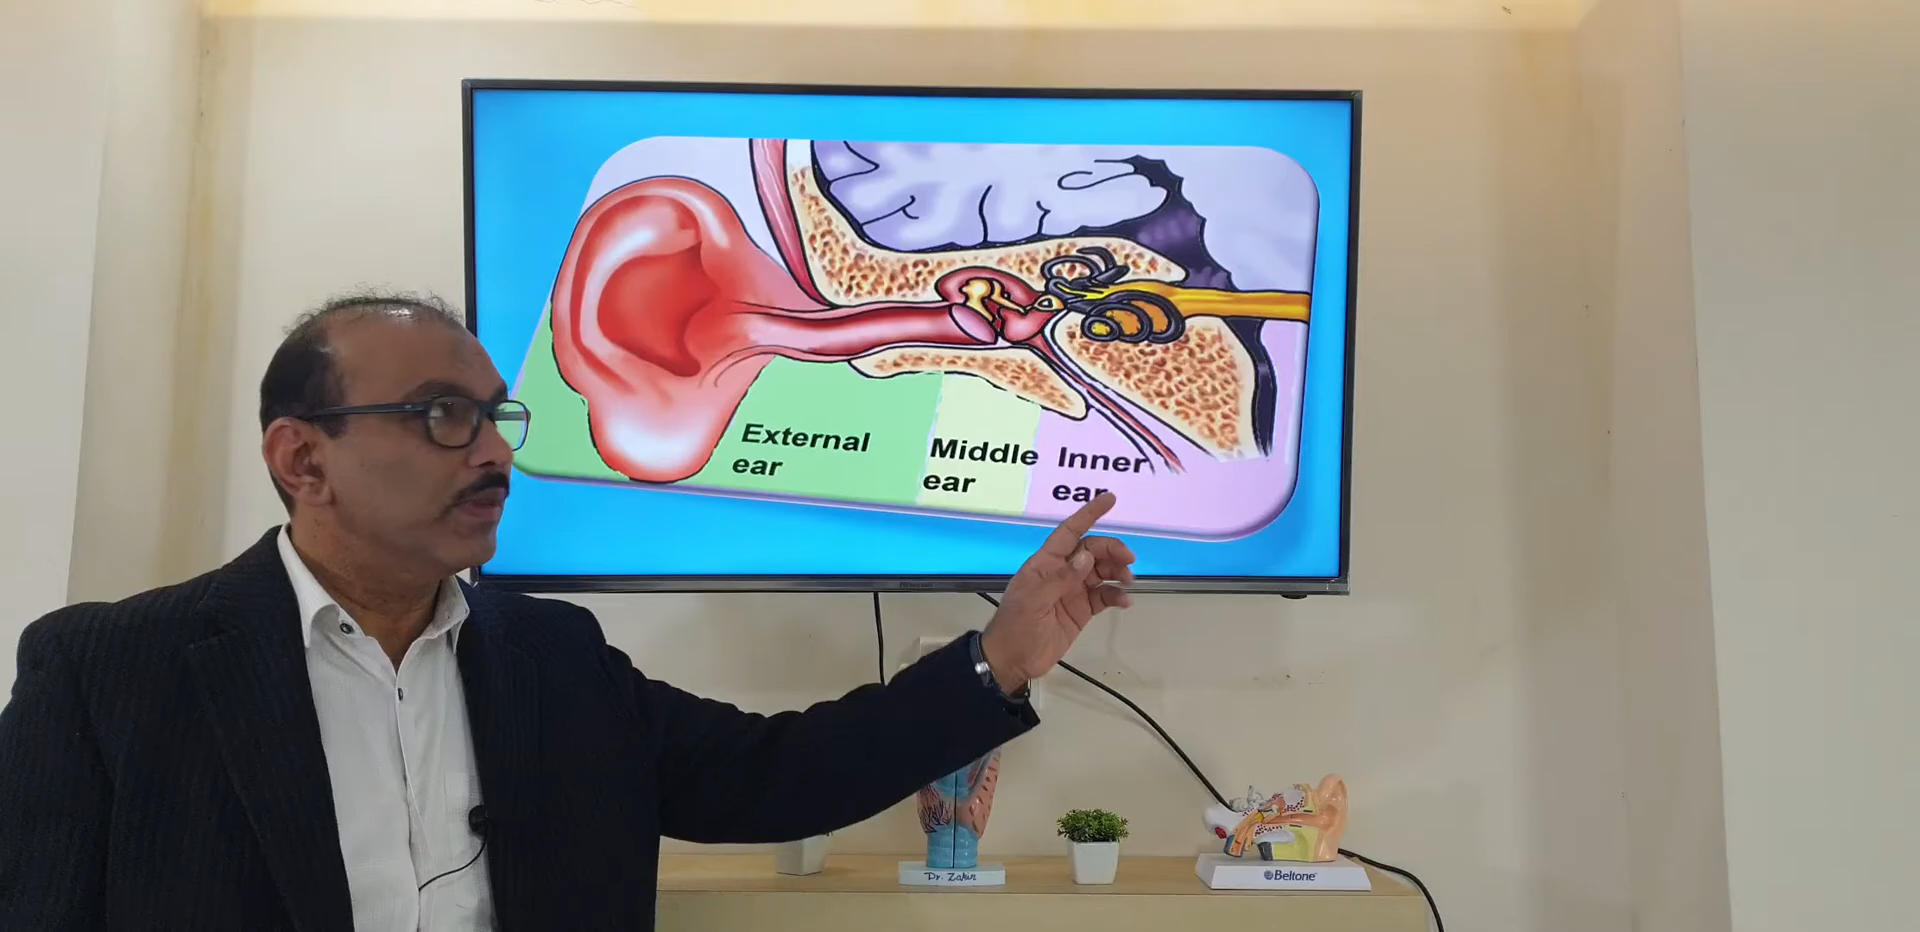 External
ear
Middle
ear
Inner
ear
Dr. Zakir
Beltone